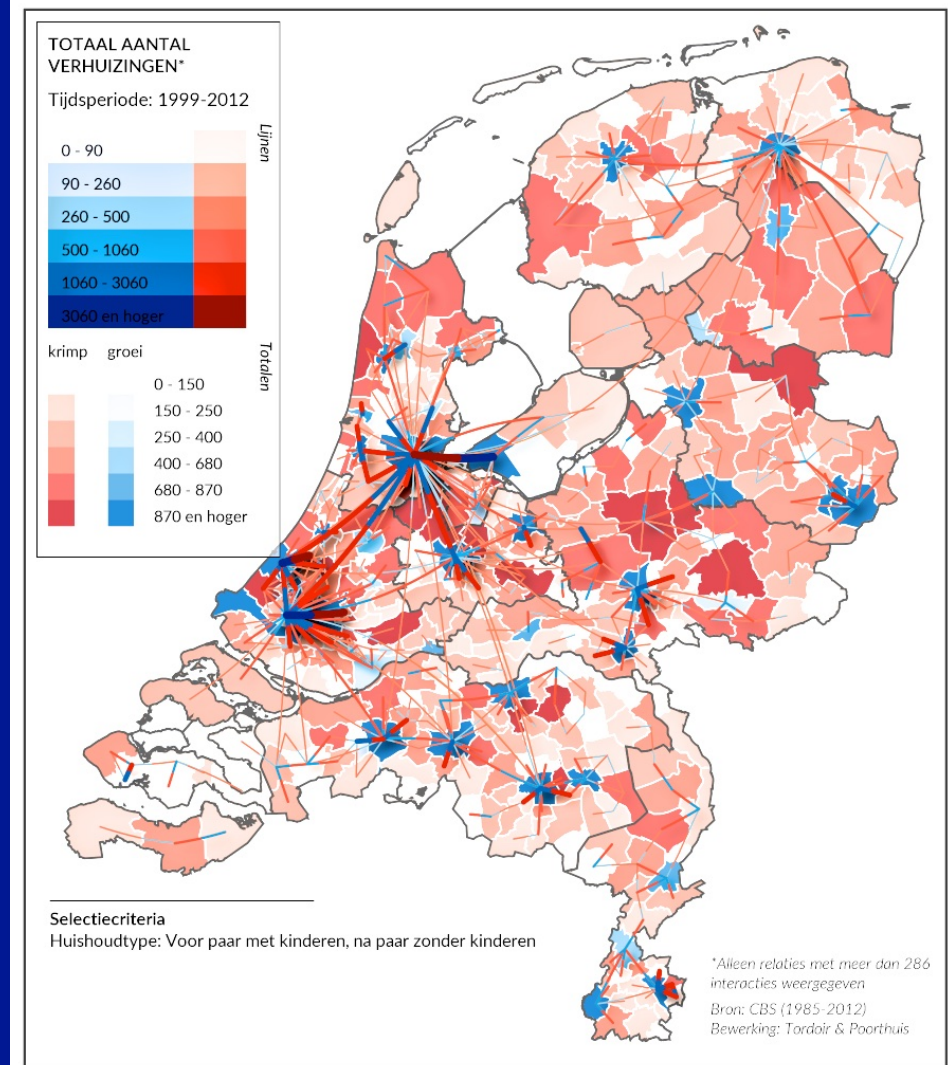 TOTAAL AANTAL
VERHUIZINGEN*
Tijdsperiode: 1999-2012
Lijnen
0 - 90
90 - 260
260 - 500
500 - 1060
1060 - 3060
3060 en hoger
krimp groei
Totalen
0 - 150
150 - 250
250 - 400
400 - 680
680 - 870
870 en hoger
Selectiecriteria
Huishoudtype: Voor paar met kinderen, na paar zonder kinderen
*Alleen relaties met meer dan 286
interacties weergegeven
Bron: CBS (1985-2012)
Bewerking: Tordoir & Poorthuis